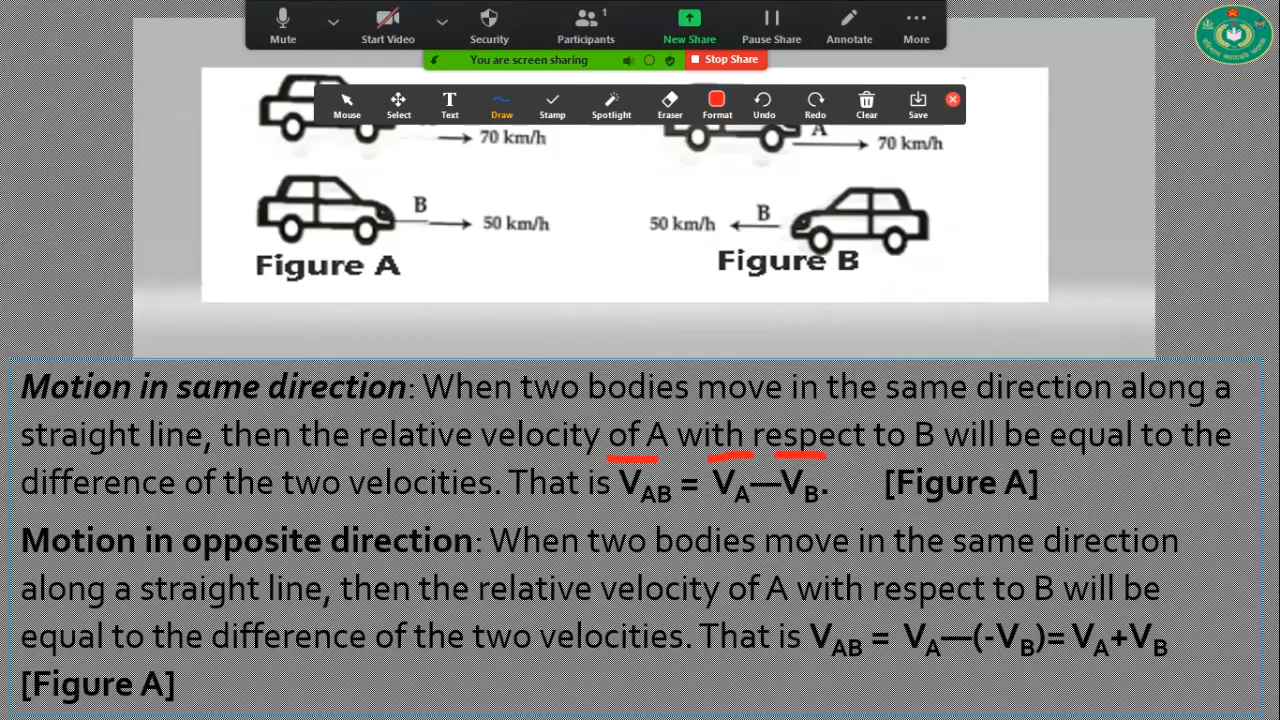 Mute
Start Video
Security
Participants
1
New Share
Pause Share
Annotate
More
You are screen sharing
Stop Share
Mouse
Select
Text
Draw
Stamp
Spotlight
Eraser
Format
Undo
Redo
Clear
Save
70 km/h
A
70 km/h
B
50 km/h
50 km/h
B
Figure A
Figure B
Motion in same direction: When two bodies move in the same direction along a
straight line, then the relative velocity of A with respect to B will be equal to the
difference of the two velocities. That is VAB = VA—VB. [Figure A]
Motion in opposite direction: When two bodies move in the same direction
along a straight line, then the relative velocity of A with respect to B will be
equal to the difference of the two velocities. That is VAB = VA—(-VB)= VA+VB
[Figure A]